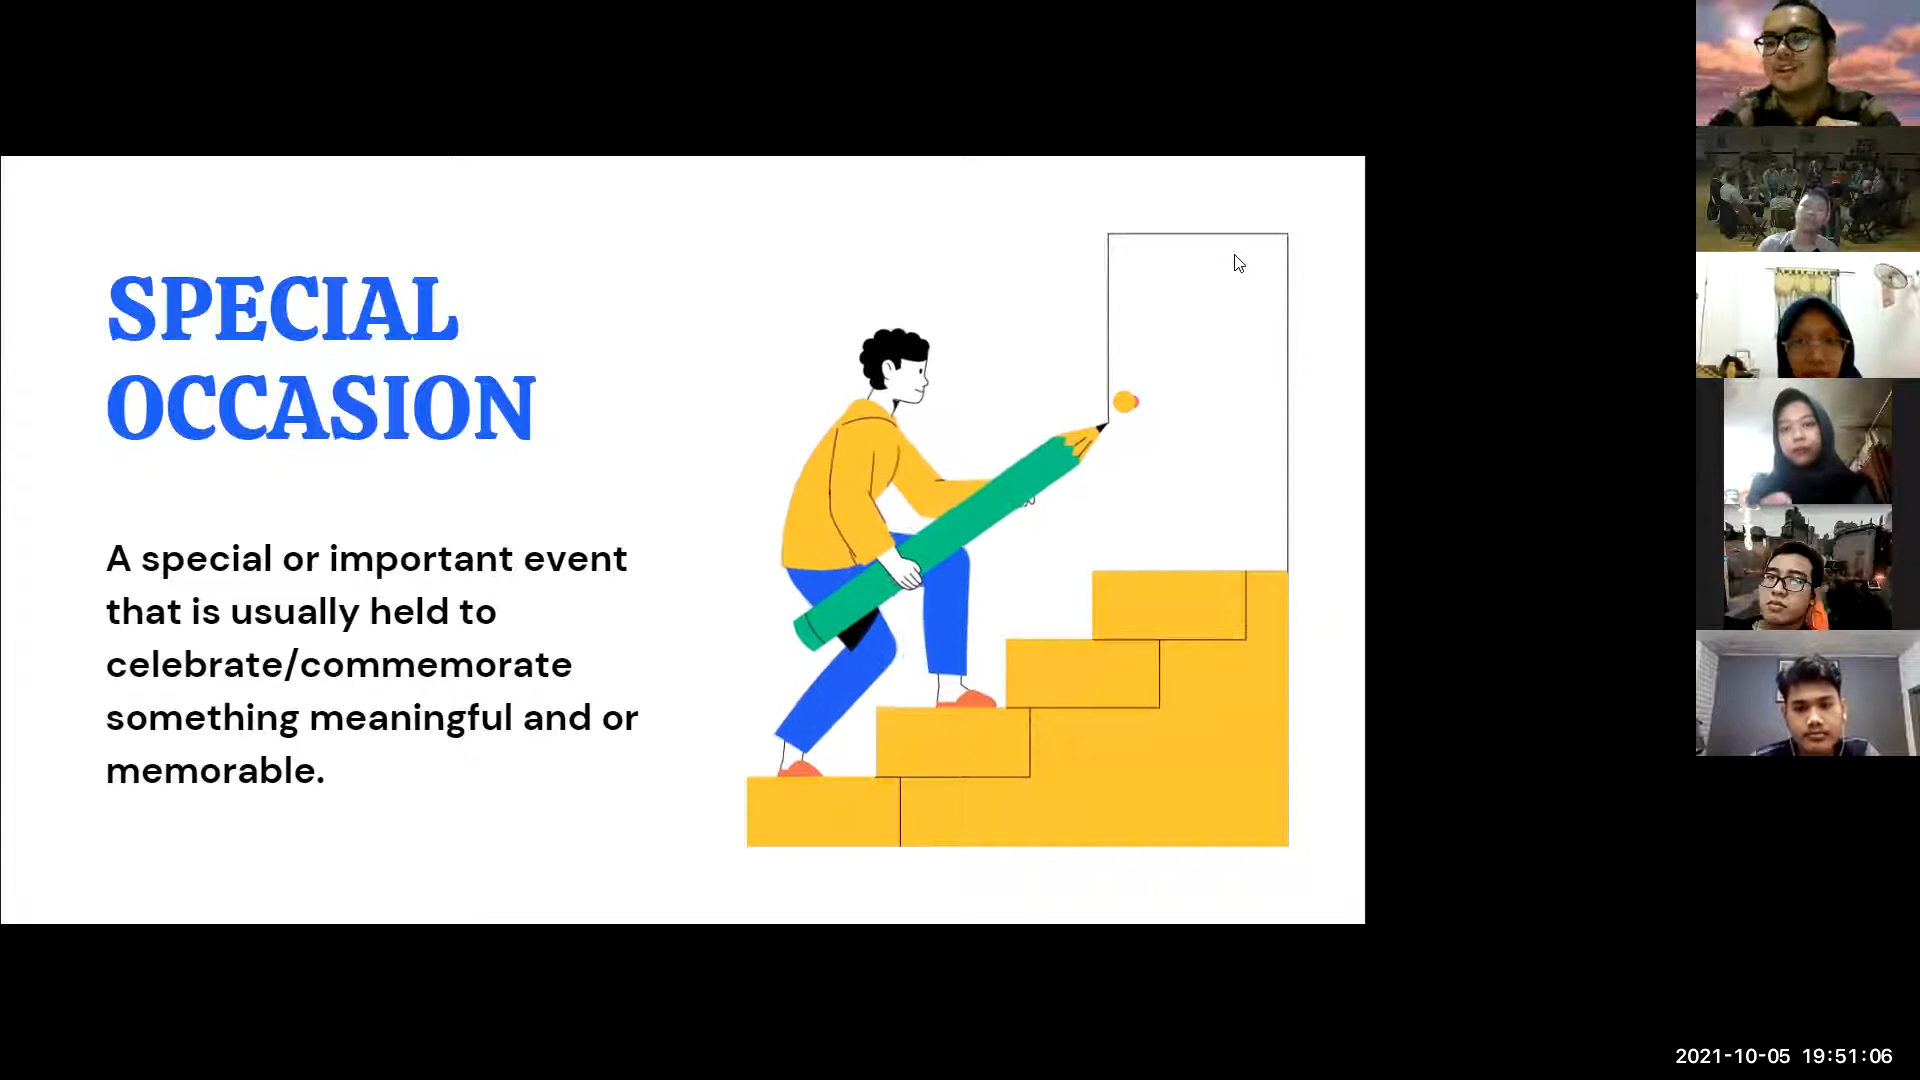 SPECIAL
OCCASION
A special or important event
that is usually held to
celebrate/commemorate
something meaningful and or
memorable.
2021-10-05 19:51:06